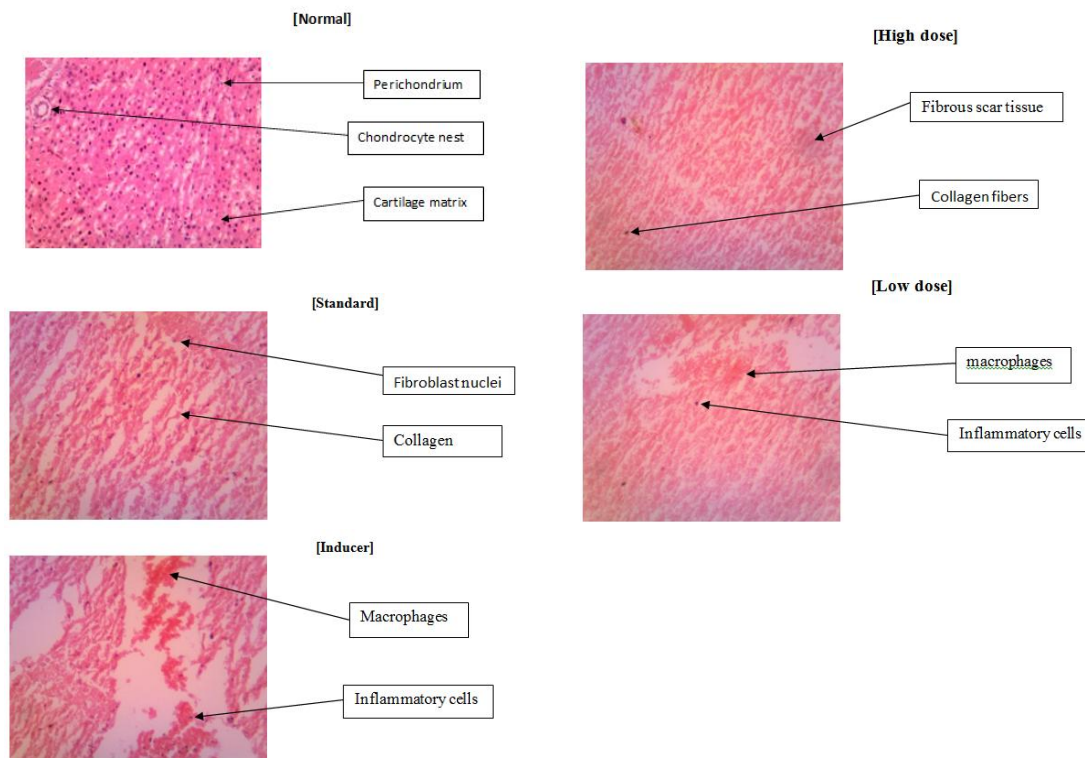 [Normal]
Perichondrium
Chondrocyte nest
Cartilage matrix
[Standard]
Fibroblast nuclei
Collagen
[Inducer]
Macrophages
Inflammatory cells
[High dose]
Fibrous scar tissue
Collagen fibers
[Low dose]
macrophages
Inflammatory cells